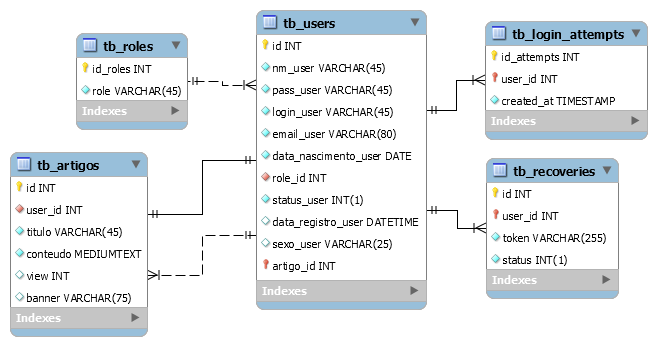 tb_roles
id_roles INT
role VARCHAR(45)
Indexes
tb_users
id INT
nm_user VARCHAR(45)
pass_user VARCHAR(45)
login_user VARCHAR(45)
email_user VARCHAR(80)
data_nascimento_user DATE
role_id INT
status_user INT(1)
data_registro_user DATETIME
sexo_user VARCHAR(25)
artigo_id INT
Indexes
tb_login_attempts
id_attempts INT
user_id INT
created_at TIMESTAMP
Indexes
tb_artigos
id INT
user_id INT
titulo VARCHAR(45)
conteudo MEDIUMTEXT
view INT
banner VARCHAR(75)
Indexes
tb_recoveries
id INT
user_id INT
token VARCHAR(255)
status INT(1)
Indexes